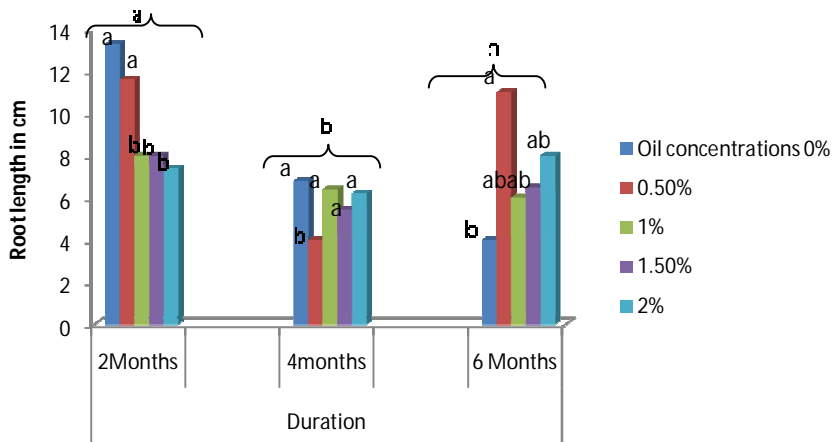 Root length in cm
14
12
10
8
6
4
2
0
a
a
a
b
b
b
b
a
b
a
a
a
b
a
abab
ab
2Months
4months
6 Months
Duration
Oil concentrations 0%
0.50%
1%
1.50%
2%